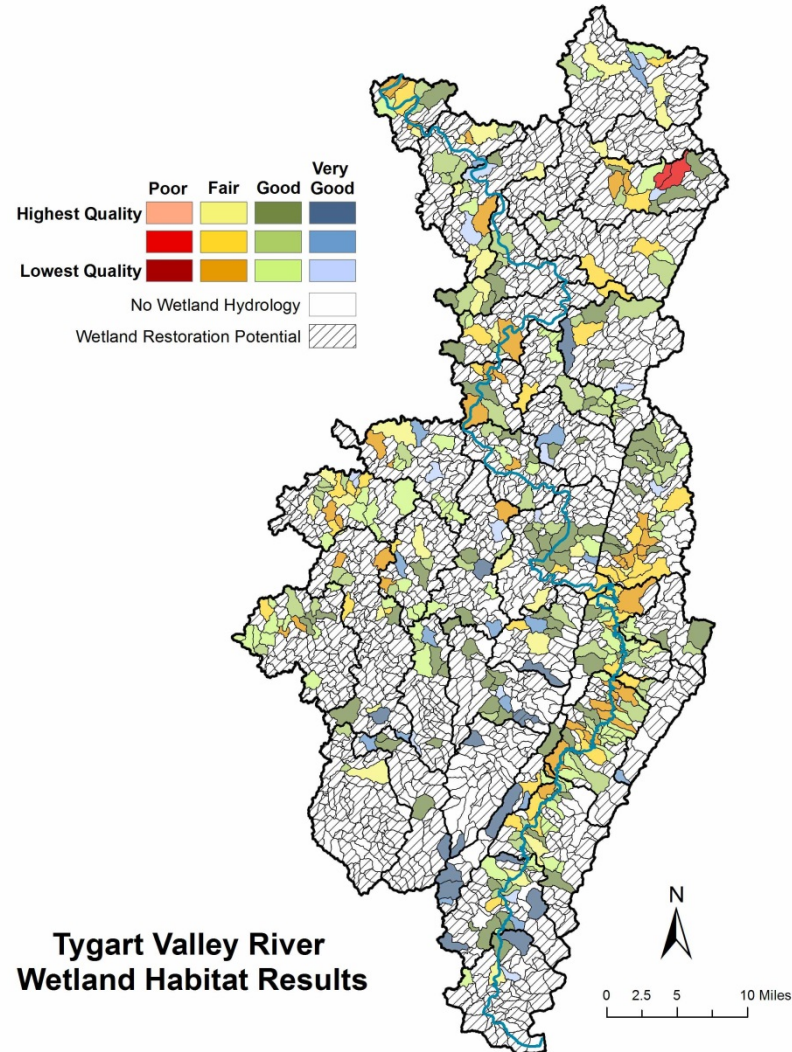 Poor Fair Good Very Good
Highest Quality
Lowest Quality
No Wetland Hydrology
Wetland Restoration Potential
N
0 2.5 5 10 Miles
Tygart Valley River
Wetland Habitat Results